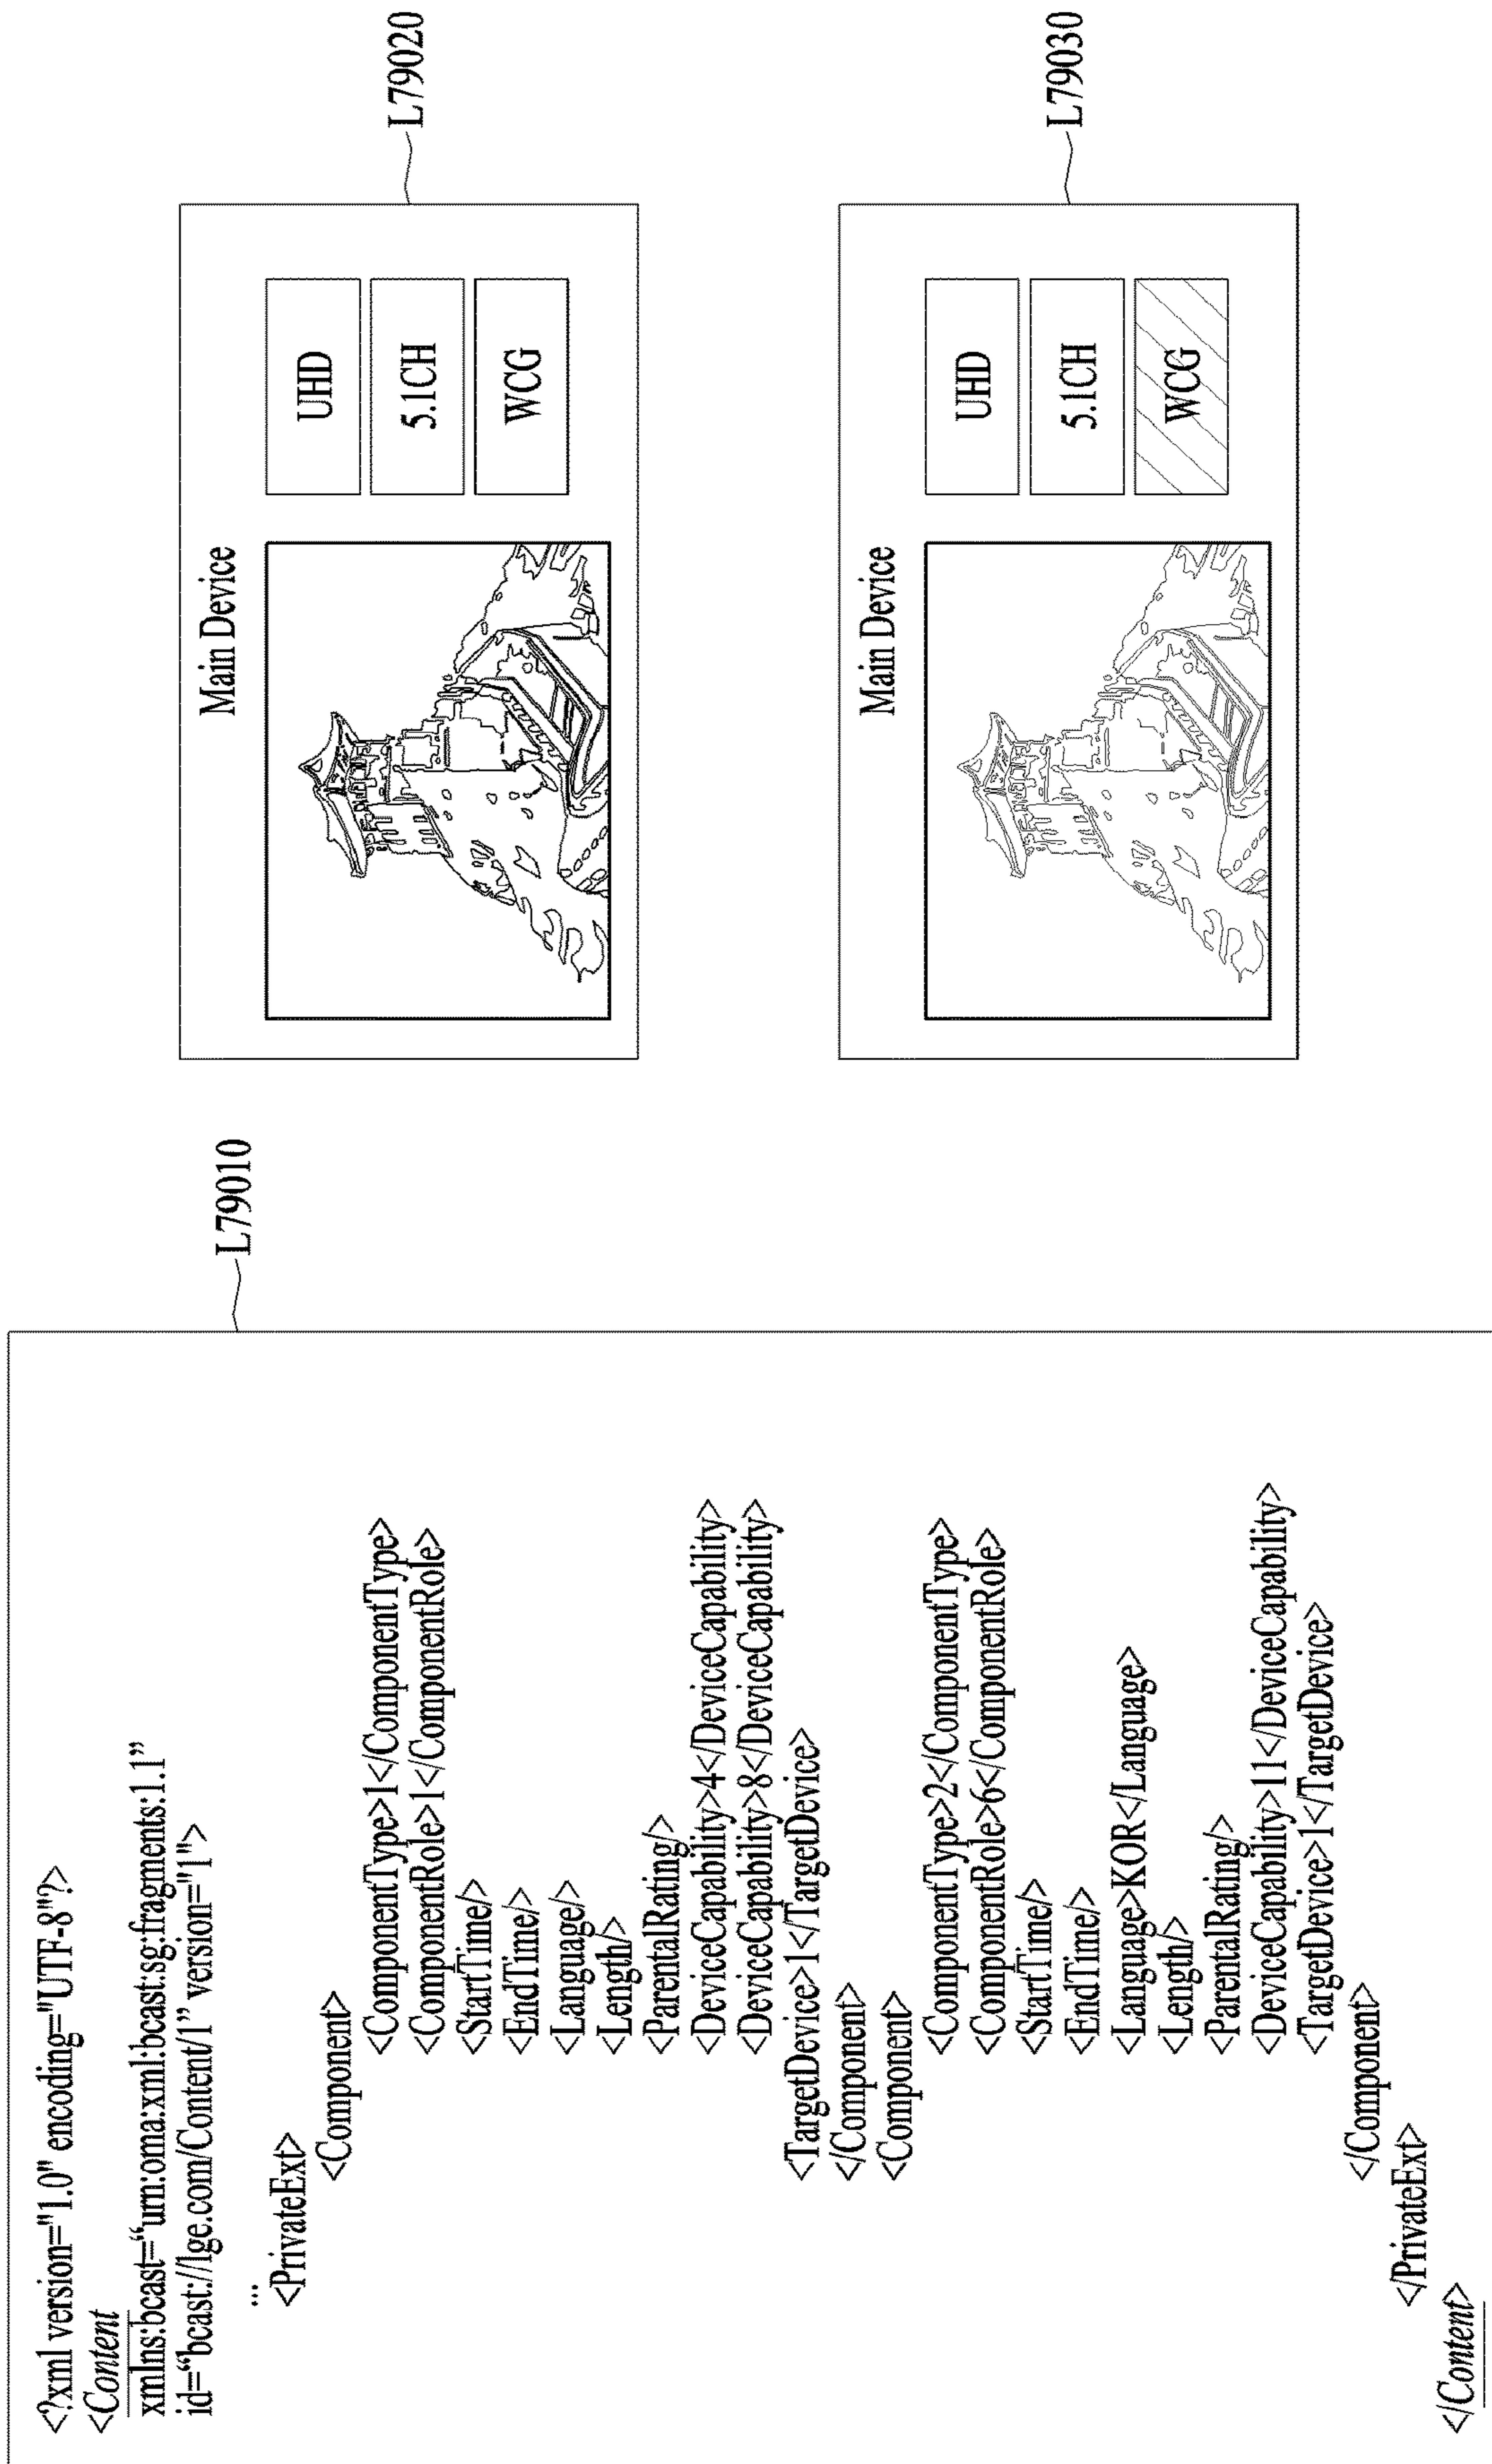 <?xml version="1.0" encoding="UTF-8"?>
<Content
xmlns:bcast=“urn:oma:xml:bcast:sg:fragments:1.1”
id=“bcast://lge.com/Content/1” version="1">
...
<PrivateExt>
<Component>
<ComponentType>1</ComponentType>
<ComponentRole>1</ComponentRole>
<StartTime/>
<EndTime/>
<Language/>
<Length/>
<ParentalRating/>
<DeviceCapability>4</DeviceCapability>
<DeviceCapability>8</DeviceCapability>
<TargetDevice>1</TargetDevice>
</Component>
<Component>
<ComponentType>2</ComponentType>
<ComponentRole>6</ComponentRole>
<StartTime/>
<EndTime/>
<Language>KOR</Language>
<Length/>
<ParentalRating/>
<DeviceCapability>11</DeviceCapability>
<TargetDevice>1</TargetDevice>
</Component>
</PrivateExt>
</Content>
L79010
Main Device
UHD
5.1CH
WCG
L79020
Main Device
UHD
5.1CH
WCG
L79030